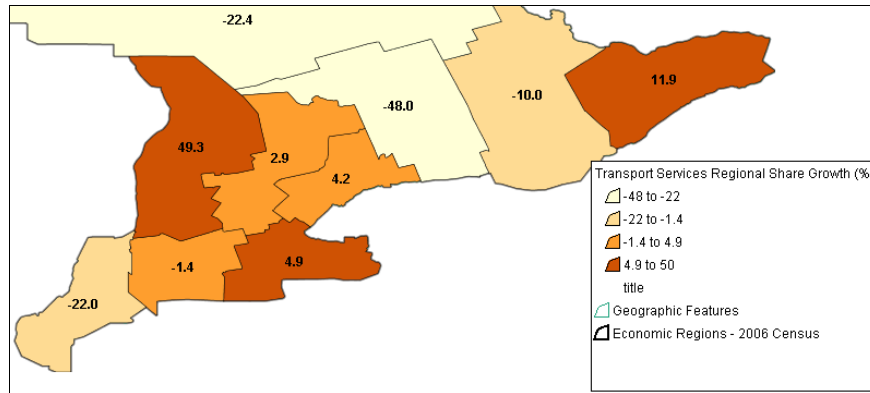 -22.4
11.9
-10.0
-48.0
49.3
2.9
4.2
4.9
-1.4
-22.0
Transport Services Regional Share Growth (%
-48 to -22
-22 to -1.4
-1.4 to 4.9
4.9 to 50
title
Geographic Features
Economic Regions - 2006 Census